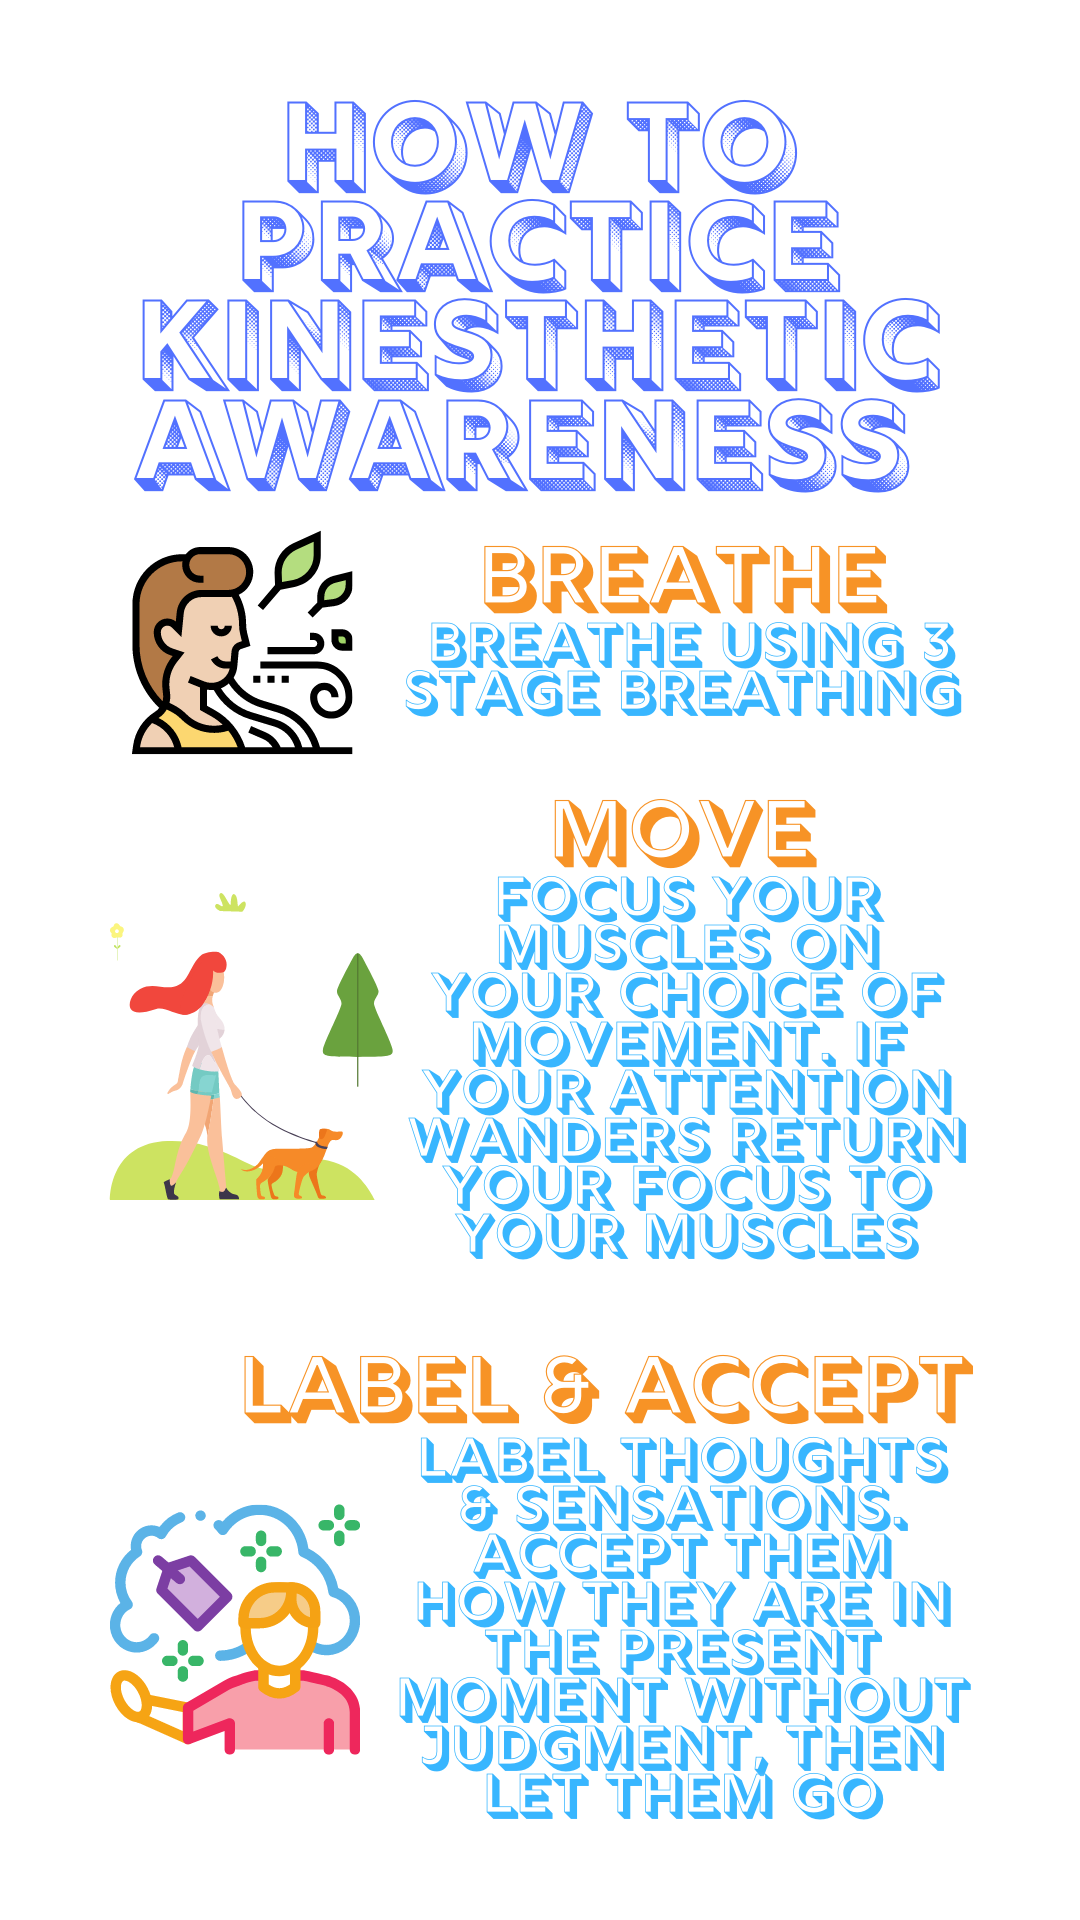 HOW TO
PRACTICE
KINESTHETIC
AWARENESS
BREATHE
BREATHE USING 3
STAGE BREATHING
MOVE
FOCUS YOUR
MUSCLES ON
YOUR CHOICE OF
MOVEMENT. IF
YOUR ATTENTION
WANDERS RETURN
YOUR FOCUS TO
YOUR MUSCLES
LABEL & ACCEPT
LABEL THOUGHTS
& SENSATIONS.
ACCEPT THEM
HOW THEY ARE IN
THE PRESENT
MOMENT WITHOUT
JUDGMENT, THEN
LET THEM GO